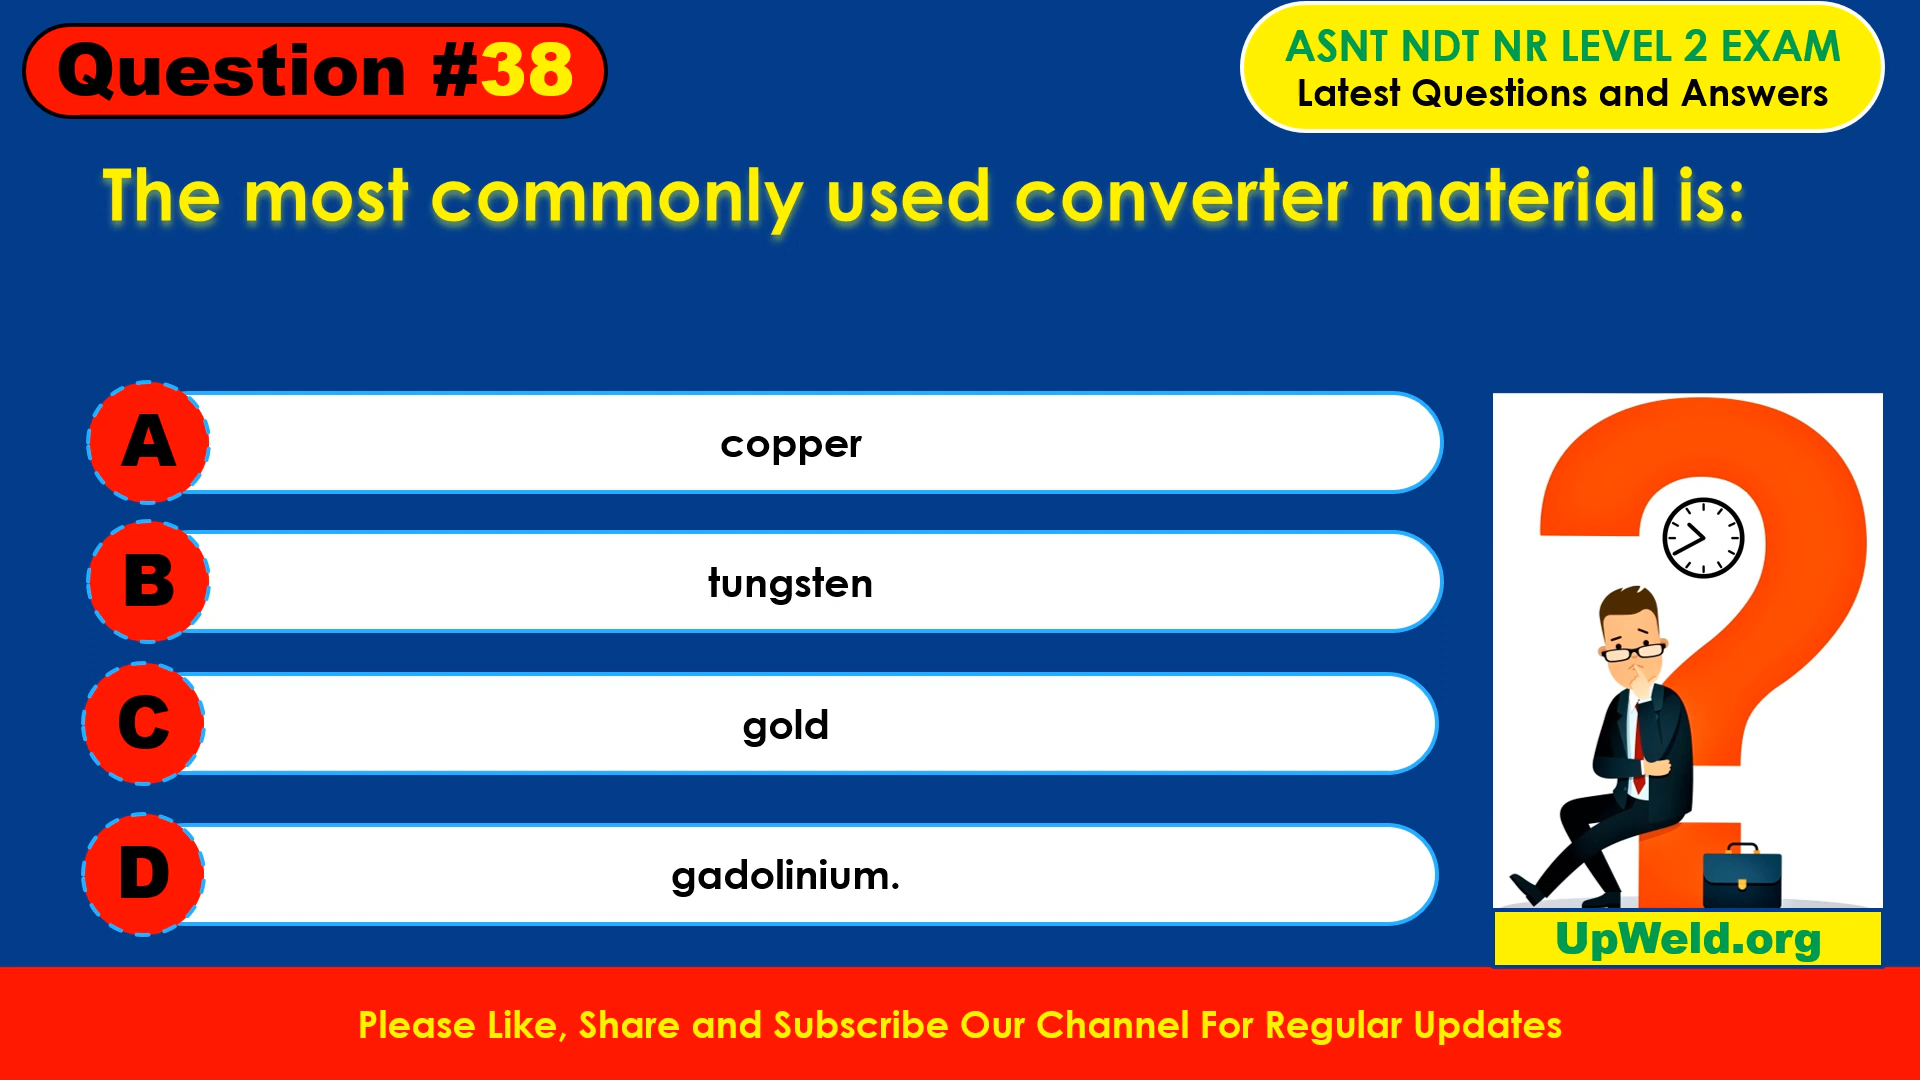 Question #38
ASNT NDT NR LEVEL 2 EXAM
Latest Questions and Answers
The most commonly used converter material is:
A
copper
B
tungsten
C
gold
D
gadolinium.
UpWeld.org
Please Like, Share and Subscribe Our Channel For Regular Updates